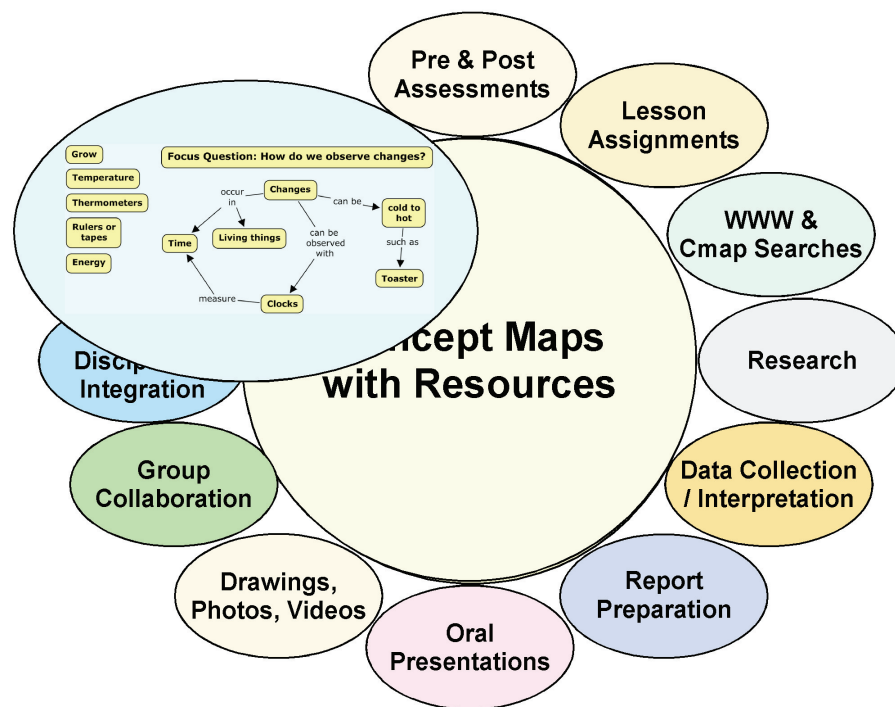 Pre & Post
Assessments
Lesson
Assignments
WWW &
Cmap Searches
Research
Data Collection
/ Interpretation
Report
Preparation
Oral
Presentations
Drawings,
Photos, Videos
Group
Collaboration
Integration
Maps
with Resources
Focus Question: How do we observe changes?
Grow
Temperature
Thermometers
Rulers or
tapes
Energy
Changes
occur
in
can be
cold to
hot
such as
Toaster
Time
Living things
can be
observed
with
measure
Clocks